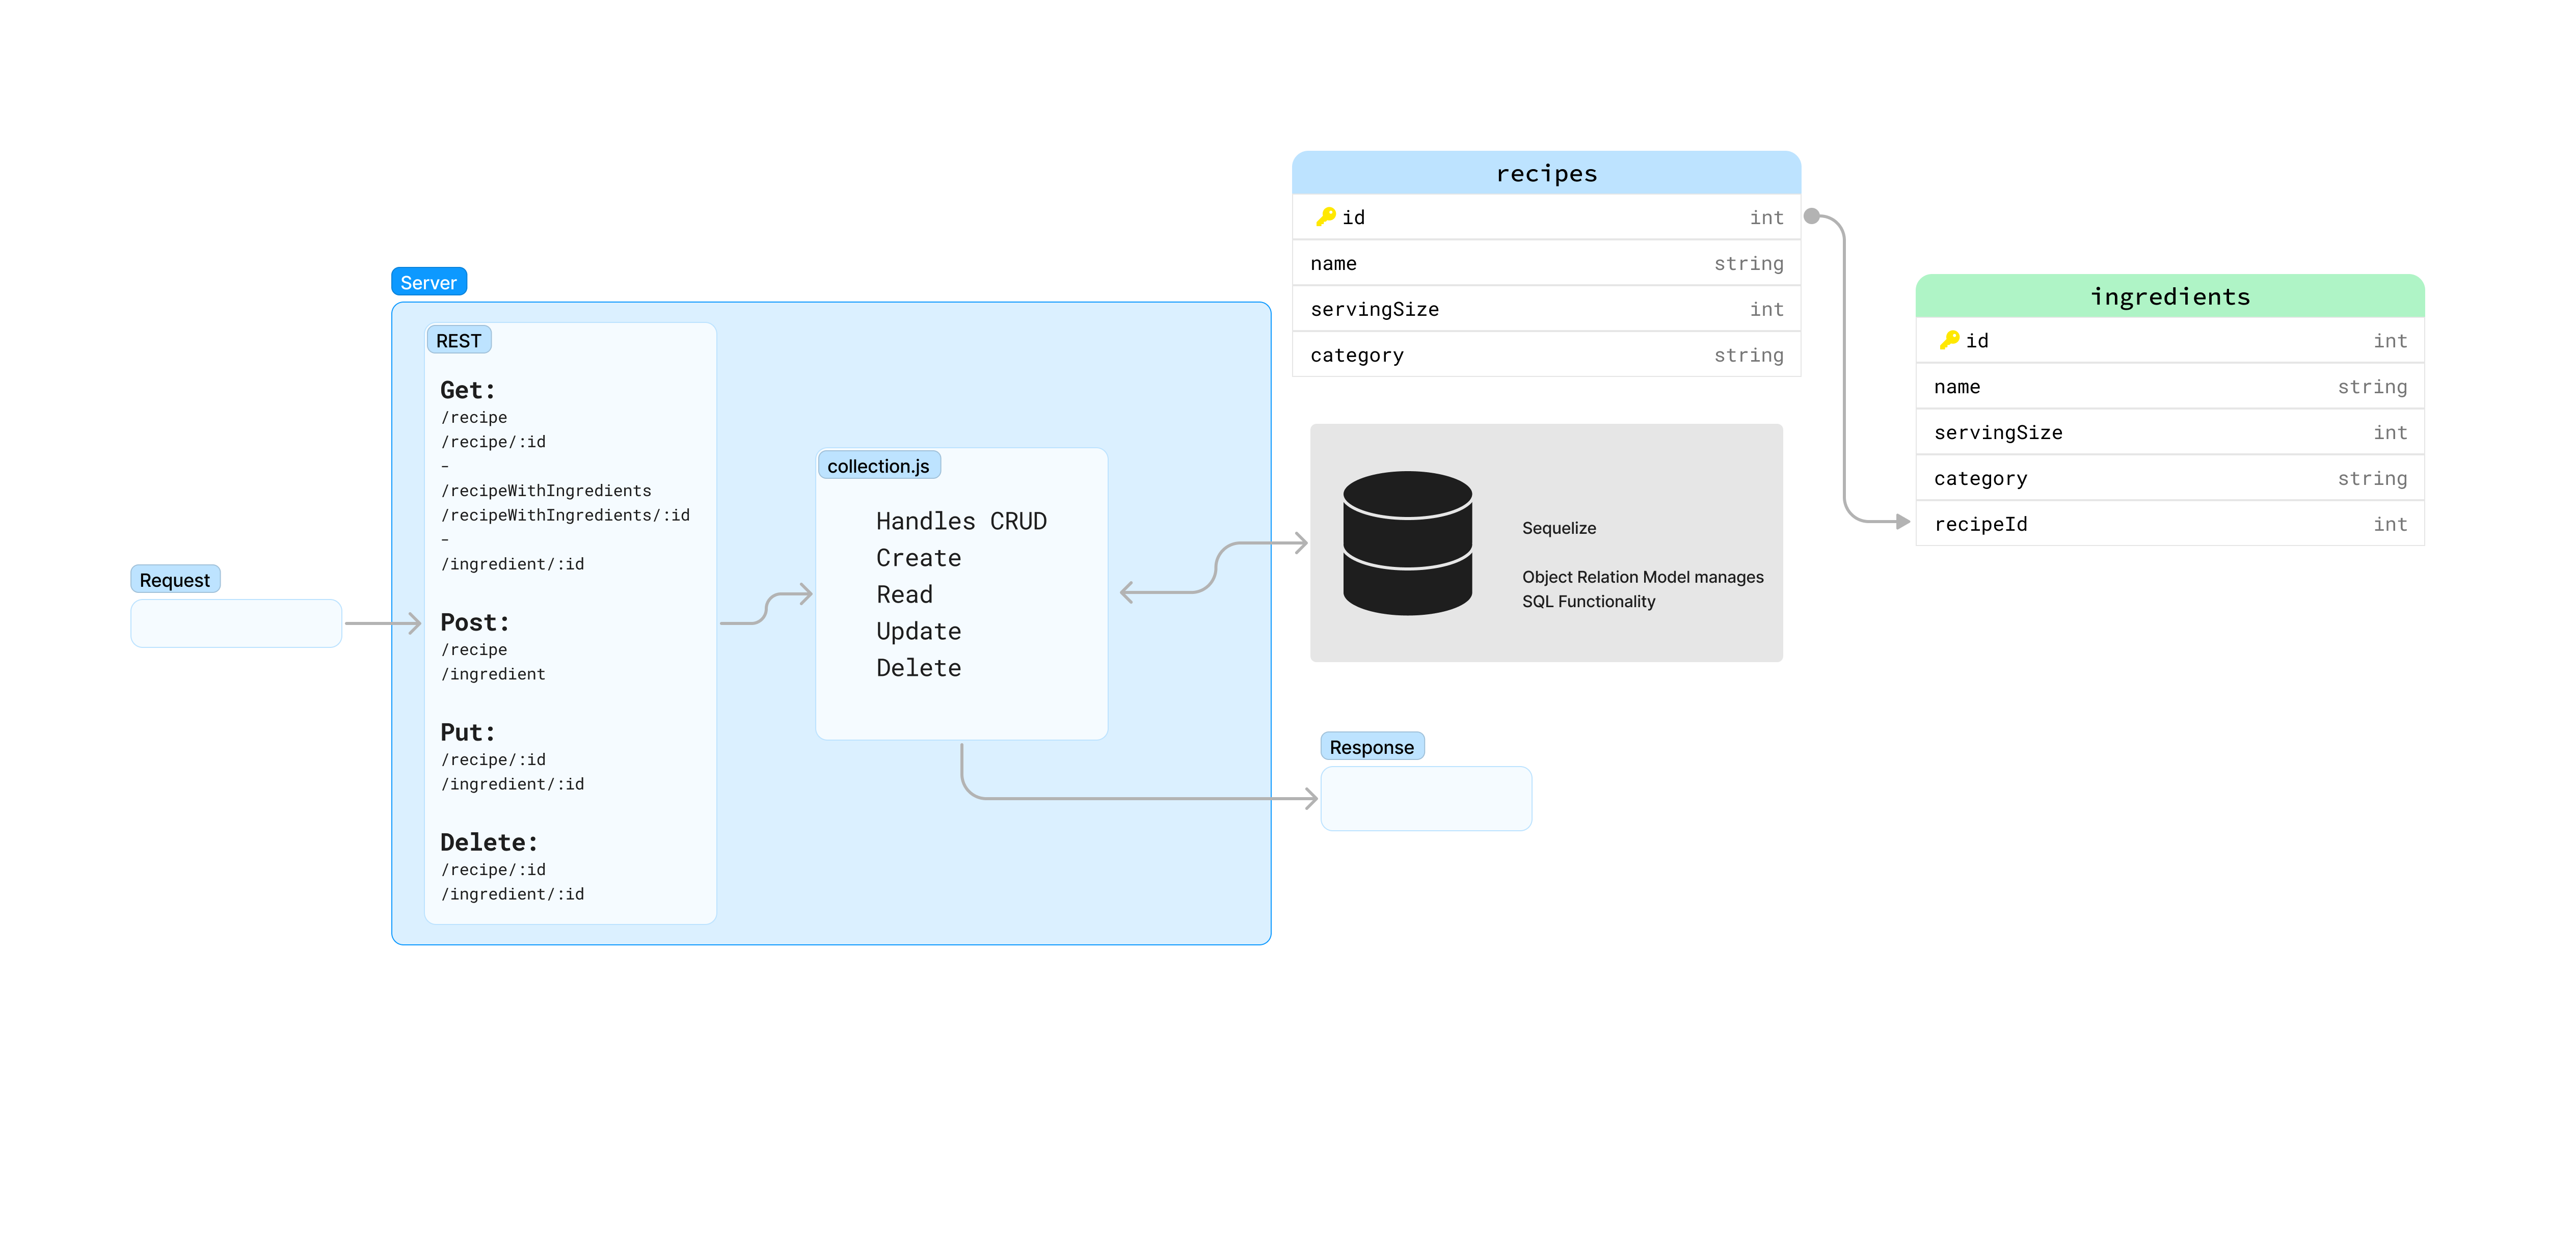 Request
Server
REST
Get:
/recipe
/recipe/:id
-
/recipeWithIngredients
/recipeWithIngredients/:id
-
/ingredient/:id
Post:
/recipe
/ingredient
Put:
/recipe/:id
/ingredient/:id
Delete:
/recipe/:id
/ingredient/:id
collection.js
Handles CRUD
Create
Read
Update
Delete
recipes
id int
name string
servingSize int
category string
Sequelize
Object Relation Model manages
SQL Functionality
Response
ingredients
id int
name string
servingSize int
category string
recipeId int